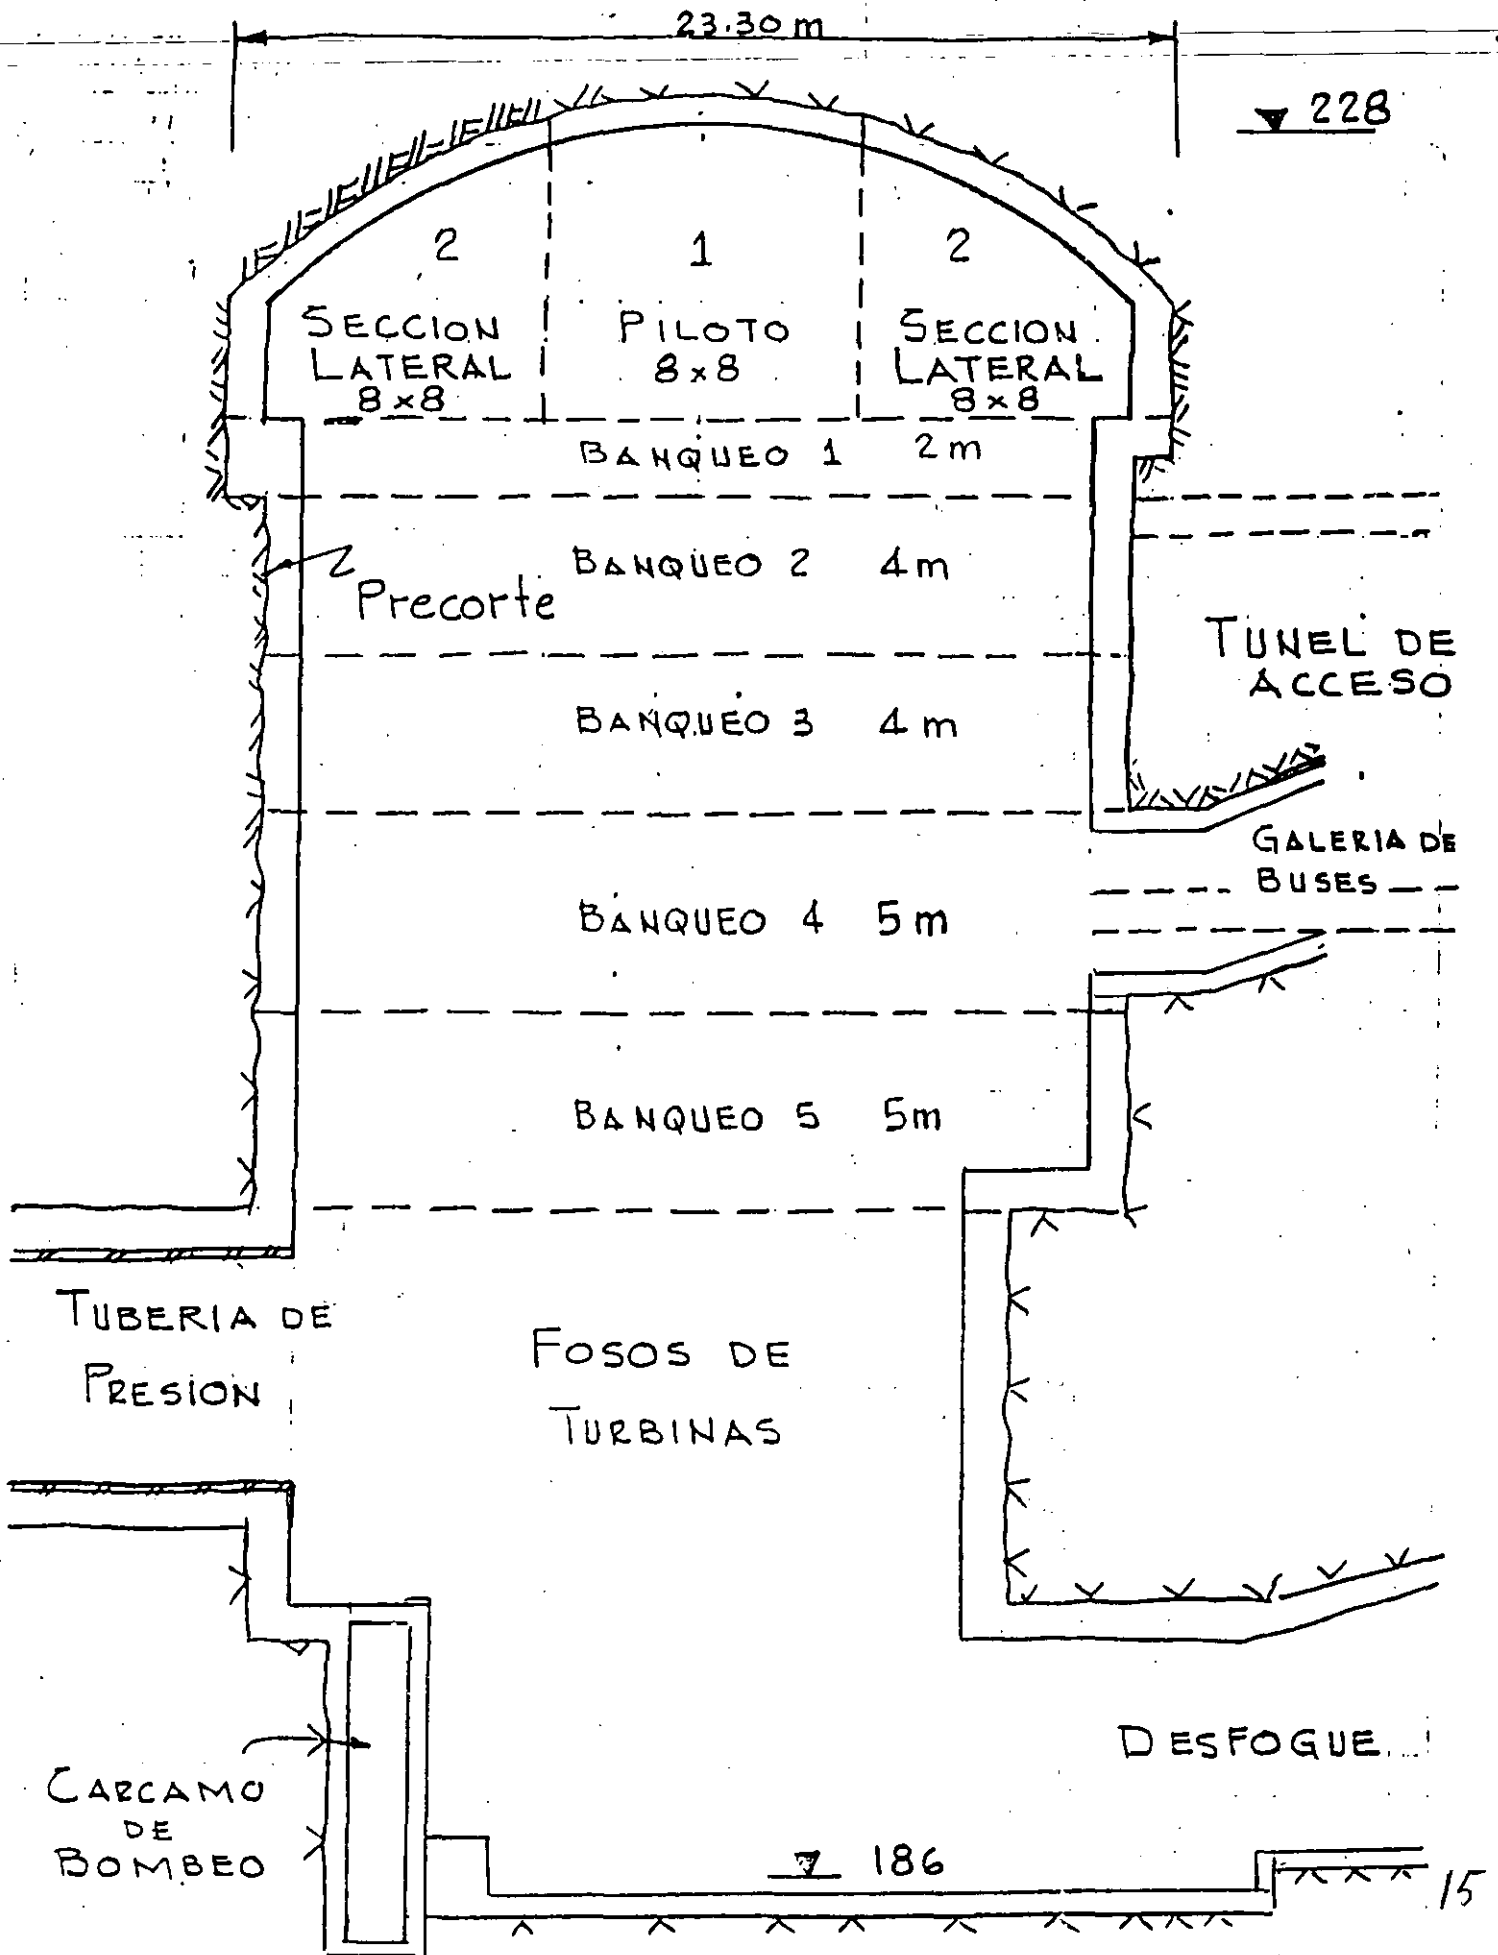 23.30 m
228
2
1
2
SECCION
LATERAL
8x8
PILOTO
8x8
SECCION
LATERAL
8x8
BANQUEO 1 2m
BANQUEO 2 4m
Precorte
TUNEL DE
ACCESO
BANQUEO 3 4m
GALERIA DE
BUSES
BANQUEO 4 5m
BANQUEO 5 5m
TUBERIA DE
PRESION
FOSOS DE
TURBINAS
DESFOGUE
CARCAMO
DE
BOMBEO
186
15